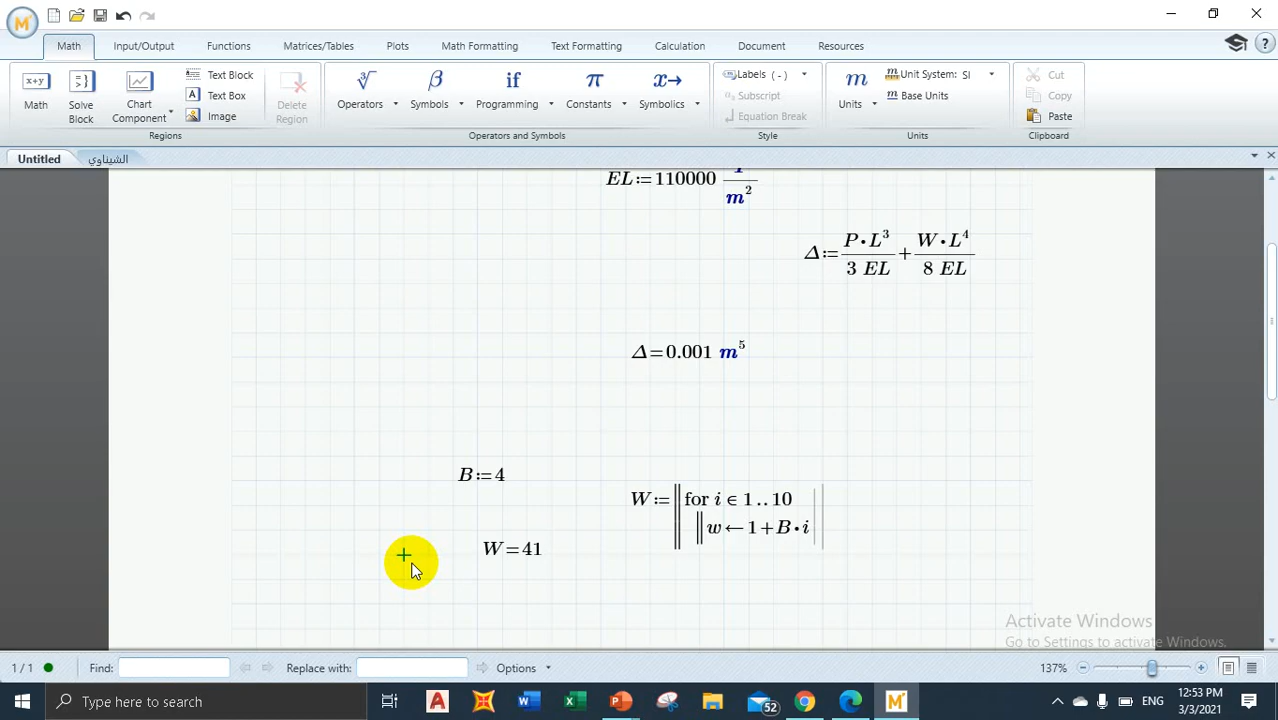 Math Input/Output Functions Matrices/Tables Plots Math Formatting Text Formatting Calculation Document Resources
Math
Solve Block
Chart Component
Text Block
Text Box
Image
Delete Region
Regions
Operators
Symbols
if
Programming
π
Constants
Symbolics
Operators and Symbols
Labels ( - )
Subscript
Equation Break
Style
m
Units
Unit System: SI
Base Units
Units
Cut
Copy
Paste
Clipboard
Untitled الشيناوي
EL:=110000 1/m²
Δ:=P•L³/3 EL + W•L⁴/8 EL
Δ=0.001 m⁵
B:=4
W:=‖for i ∈ 1..10
‖w←1+B•i
W=41
Activate Windows
Go to Settings to activate Windows.
1 / 1 Find: Replace with: Options 137%
Type here to search
52
ENG
12:53 PM
3/3/2021